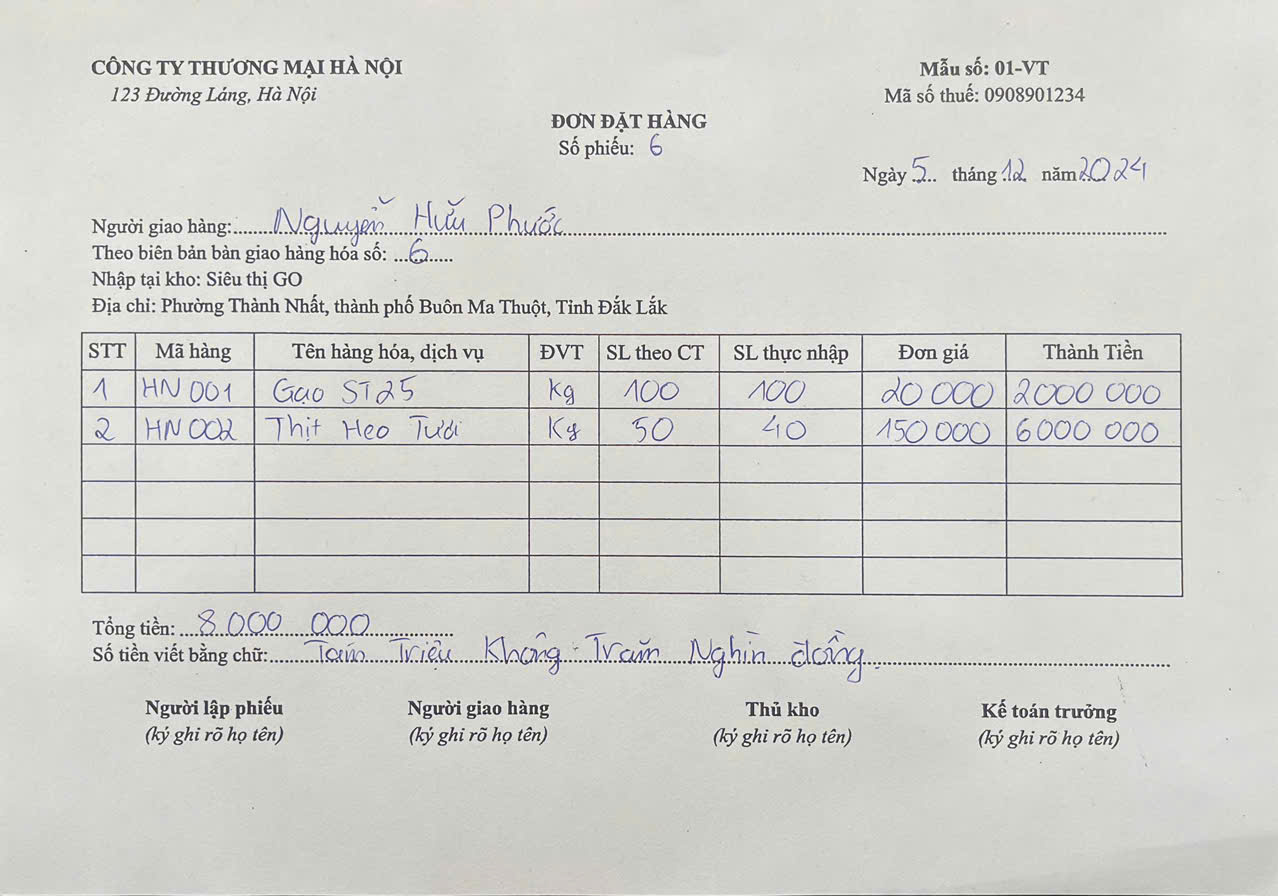 CÔNG TY THƯƠNG MẠI HÀ NỘI
Mẫu số: 01-VT
123 Đường Láng, Hà Nội
Mã số thuế: 0908901234
ĐƠN ĐẶT HÀNG
Số phiếu: 6
Ngày 5.. tháng 12 năm 2024
Người giao hàng: Nguyễn Hữu Phước
Theo biên bản bàn giao hàng hóa số: ...6.....
Nhập tại kho: Siêu thị GO
Địa chỉ: Phường Thành Nhất, thành phố Buôn Ma Thuột, Tỉnh Đắk Lắk
STT Mã hàng Tên hàng hóa, dịch vụ ĐVT SL theo CT SL thực nhập Đơn giá Thành Tiền
1 HN 001 Gạo ST25 Kg 100 100 20 000 2000 000
2 HN 002 Thịt Heo Tươi Kg 50 40 150 000 6000 000
Tổng tiền: 8.000 000
Số tiền viết bằng chữ: Tám Triệu Không Trăm Nghìn đồng.
Người lập phiếu Người giao hàng Thủ kho Kế toán trưởng
(ký ghi rõ họ tên) (ký ghi rõ họ tên) (ký ghi rõ họ tên) (ký ghi rõ họ tên)